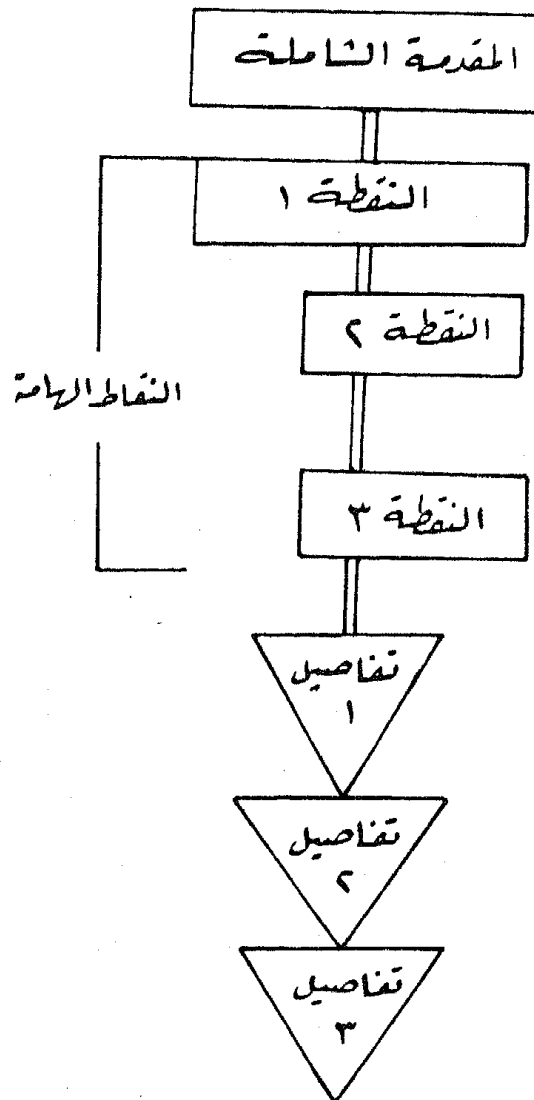 المقدمة الشاملة
النقطة ١
النقطة ٢
النقاط الهامة
النقطة ٣
تفاصيل
١
تفاصيل
٢
تفاصيل
٣